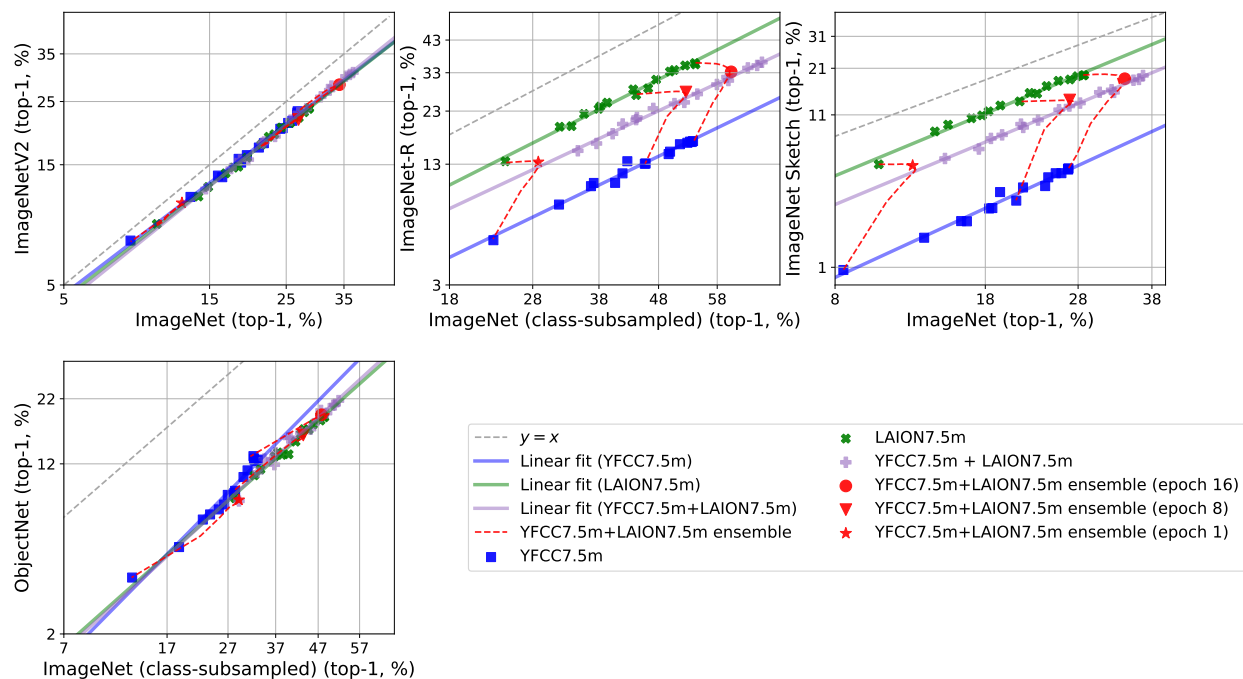 ImageNetV2 (top-1, %)
35
25
15
5
5
15
25
35
ImageNet (top-1, %)
ImageNet-R (top-1, %)
43
33
23
13
3
18
28
38
48
58
ImageNet (class-subsampled) (top-1, %)
ImageNet Sketch (top-1, %)
31
21
11
1
8
18
28
38
ImageNet (top-1, %)
ObjectNet (top-1, %)
22
12
2
7
17
27
37
47
57
ImageNet (class-subsampled) (top-1, %)
y = x
Linear fit (YFCC7.5m)
Linear fit (LAION7.5m)
Linear fit (YFCC7.5m+LAION7.5m)
YFCC7.5m+LAION7.5m ensemble
YFCC7.5m
LAION7.5m
YFCC7.5m + LAION7.5m
YFCC7.5m+LAION7.5m ensemble (epoch 16)
YFCC7.5m+LAION7.5m ensemble (epoch 8)
YFCC7.5m+LAION7.5m ensemble (epoch 1)